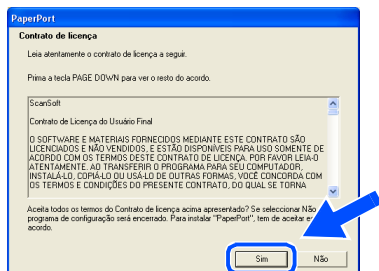 PaperPort
Contrato de licença
Leia atentamente o contrato de licença a seguir.
Prima a tecla PAGE DOWN para ver o resto do acordo.
ScanSoft
Contrato de Licença do Usuário Final
O SOFTWARE E MATERIAIS FORNECIDOS MEDIANTE ESTE CONTRATO SÃO
LICENCIADOS E NÃO VENDIDOS, E ESTÃO DISPONÍVEIS PARA USO SOMENTE DE
ACORDO COM OS TERMOS DESTE CONTRATO DE LICENÇA. POR FAVOR LEIA-O
ATENTAMENTE. AO TRANSFERIR O PROGRAMA PARA SEU COMPUTADOR,
INSTALÁ-LO, COPIÁ-LO OU USÁ-LO DE OUTRAS FORMAS, VOCÊ CONCORDA COM
OS TERMOS E CONDIÇÕES DO PRESENTE CONTRATO, DO QUAL SE TORNA
Aceita todos os termos do Contrato de licença acima apresentado? Se seleccionar Não
programa de configuração será encerrado. Para instalar "PaperPort", tem de aceitar
acordo.
Sim
Não